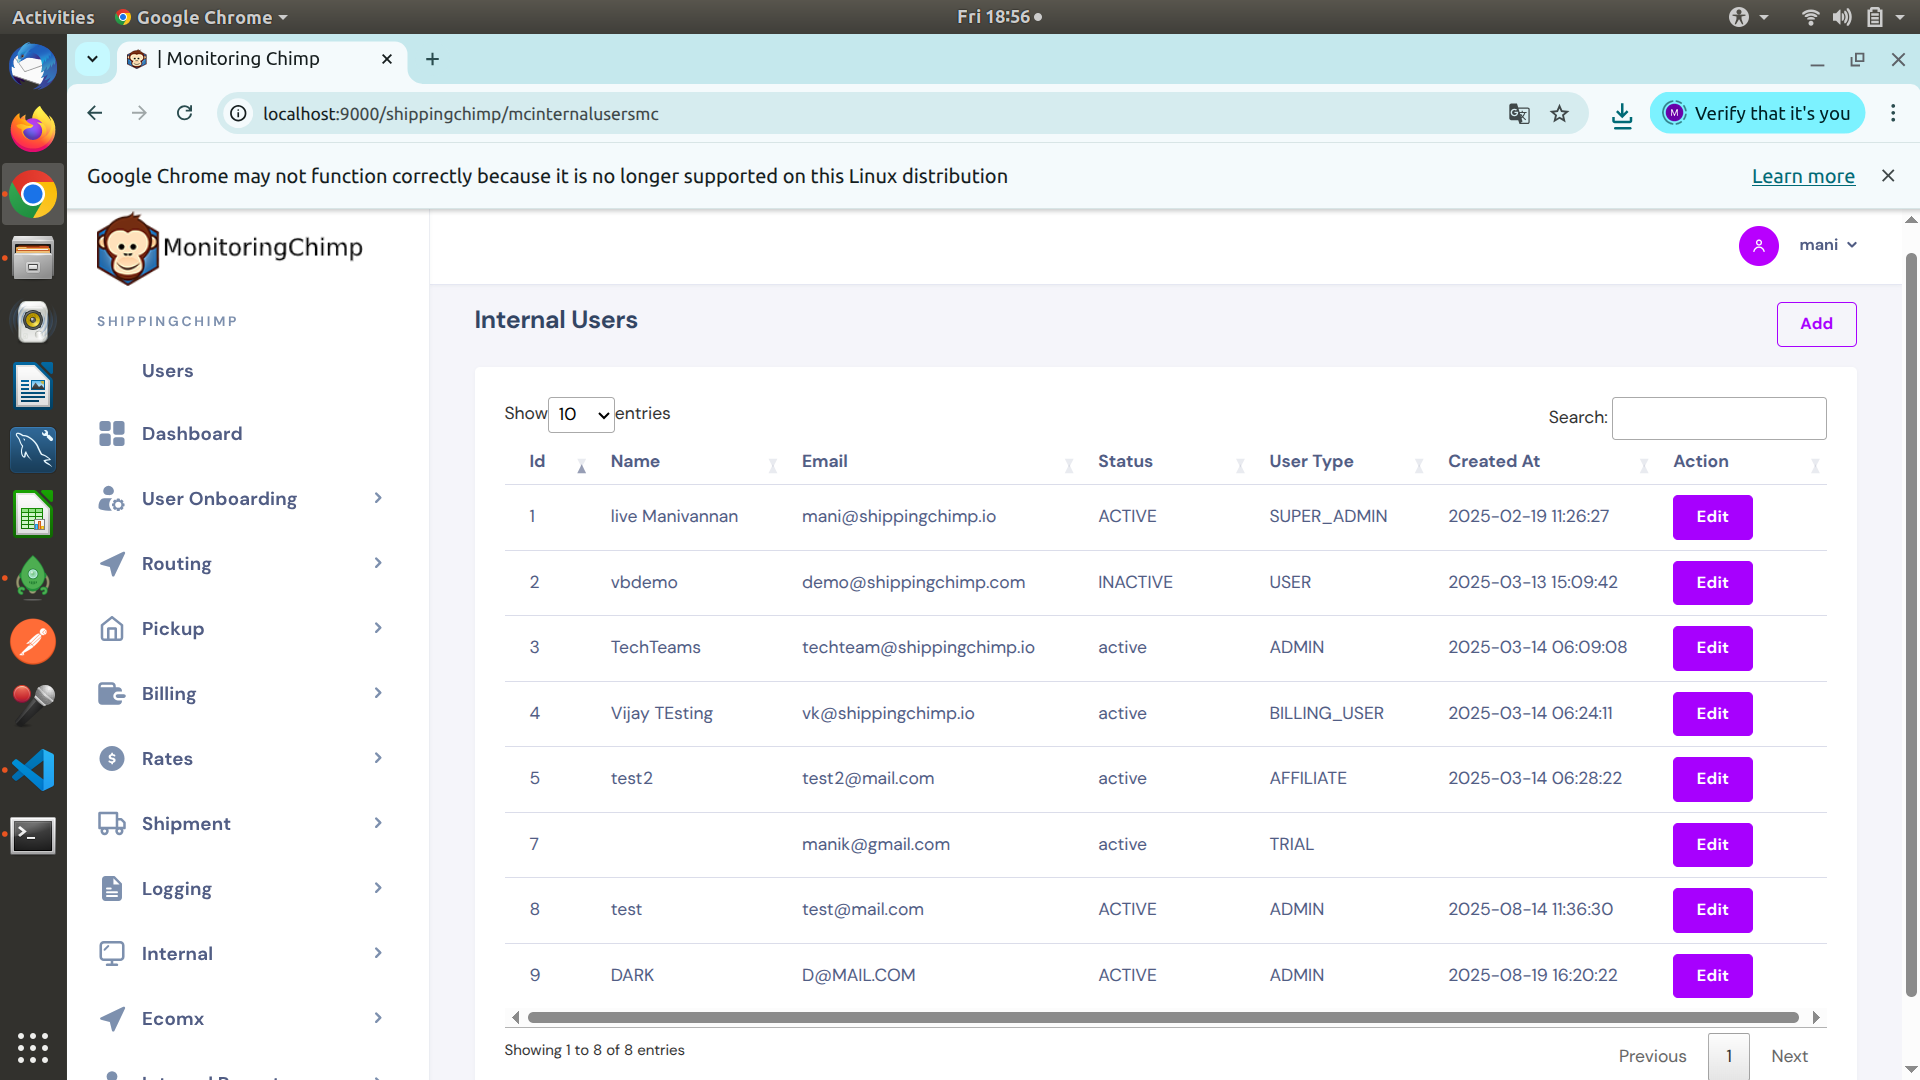 Activities
Google Chrome
Fri 18:56
| Monitoring Chimp
localhost:9000/shippingchimp/mcinternalusersmc
M
Verify that it's you
Google Chrome may not function correctly because it is no longer supported on this Linux distribution
Learn more
MonitoringChimp
mani
SHIPPINGCHIMP
Users
Dashboard
User Onboarding
Routing
Pickup
Billing
Rates
Shipment
Logging
Internal
Ecomx
Internal Users
Add
Show 10 entries
Search:
Id Name Email Status User Type Created At Action
1 live Manivannan mani@shippingchimp.io ACTIVE SUPER_ADMIN 2025-02-19 11:26:27 Edit
2 vbdemo demo@shippingchimp.com INACTIVE USER 2025-03-13 15:09:42 Edit
3 TechTeams techteam@shippingchimp.io active ADMIN 2025-03-14 06:09:08 Edit
4 Vijay TEsting vk@shippingchimp.io active BILLING_USER 2025-03-14 06:24:11 Edit
5 test2 test2@mail.com active AFFILIATE 2025-03-14 06:28:22 Edit
7 manik@gmail.com active TRIAL Edit
8 test test@mail.com ACTIVE ADMIN 2025-08-14 11:36:30 Edit
9 DARK D@MAIL.COM ACTIVE ADMIN 2025-08-19 16:20:22 Edit
Showing 1 to 8 of 8 entries
Previous 1 Next